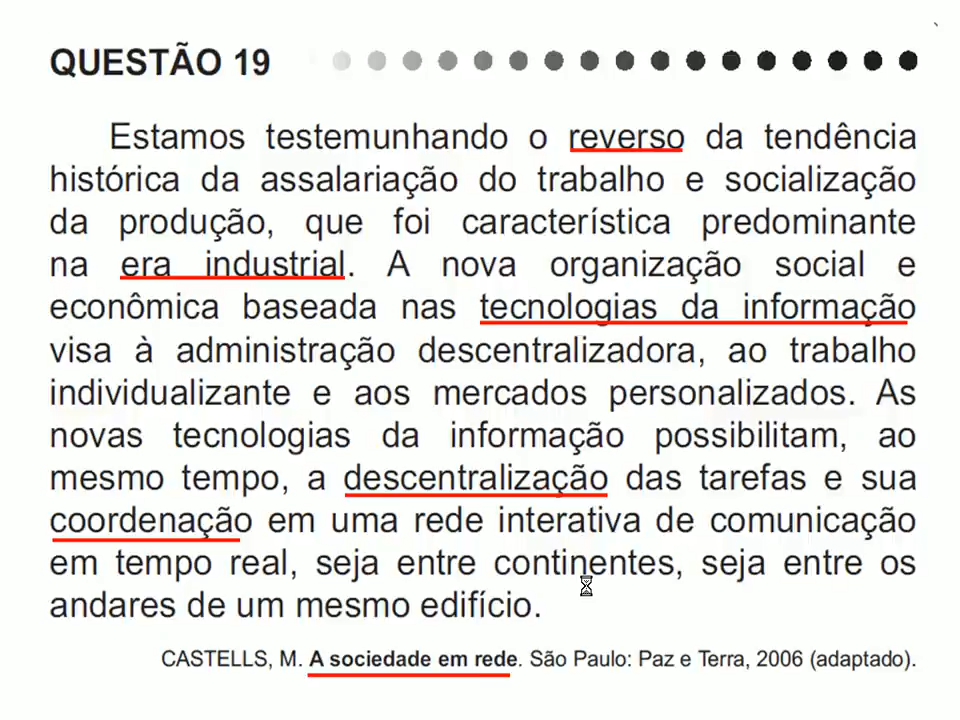 QUESTÃO 19
Estamos testemunhando o reverso da tendência
histórica da assalariação do trabalho e socialização
da produção, que foi característica predominante
na era industrial. A nova organização social e
econômica baseada nas tecnologias da informação
visa à administração descentralizadora, ao trabalho
individualizante e aos mercados personalizados. As
novas tecnologias da informação possibilitam, ao
mesmo tempo, a descentralização das tarefas e sua
coordenação em uma rede interativa de comunicação
em tempo real, seja entre continentes, seja entre os
andares de um mesmo edifício.
CASTELLS, M. A sociedade em rede. São Paulo: Paz e Terra, 2006 (adaptado).